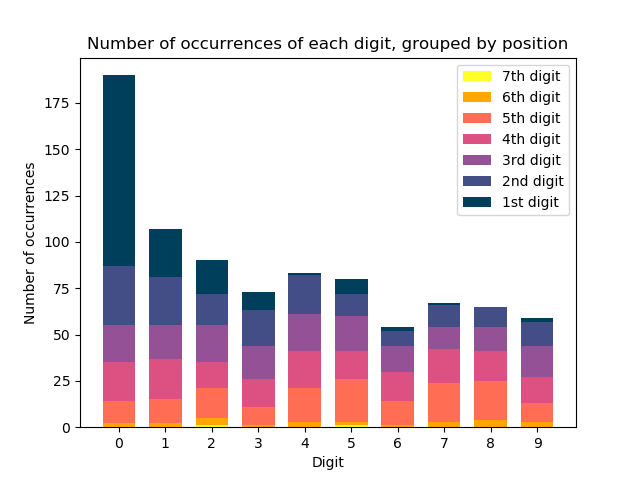 Number of occurrences of each digit, grouped by position
7th digit
6th digit
5th digit
4th digit
3rd digit
2nd digit
1st digit
175
150
125
100
75
50
25
0
Number of occurrences
0 1 2 3 4 5 6 7 8 9
Digit